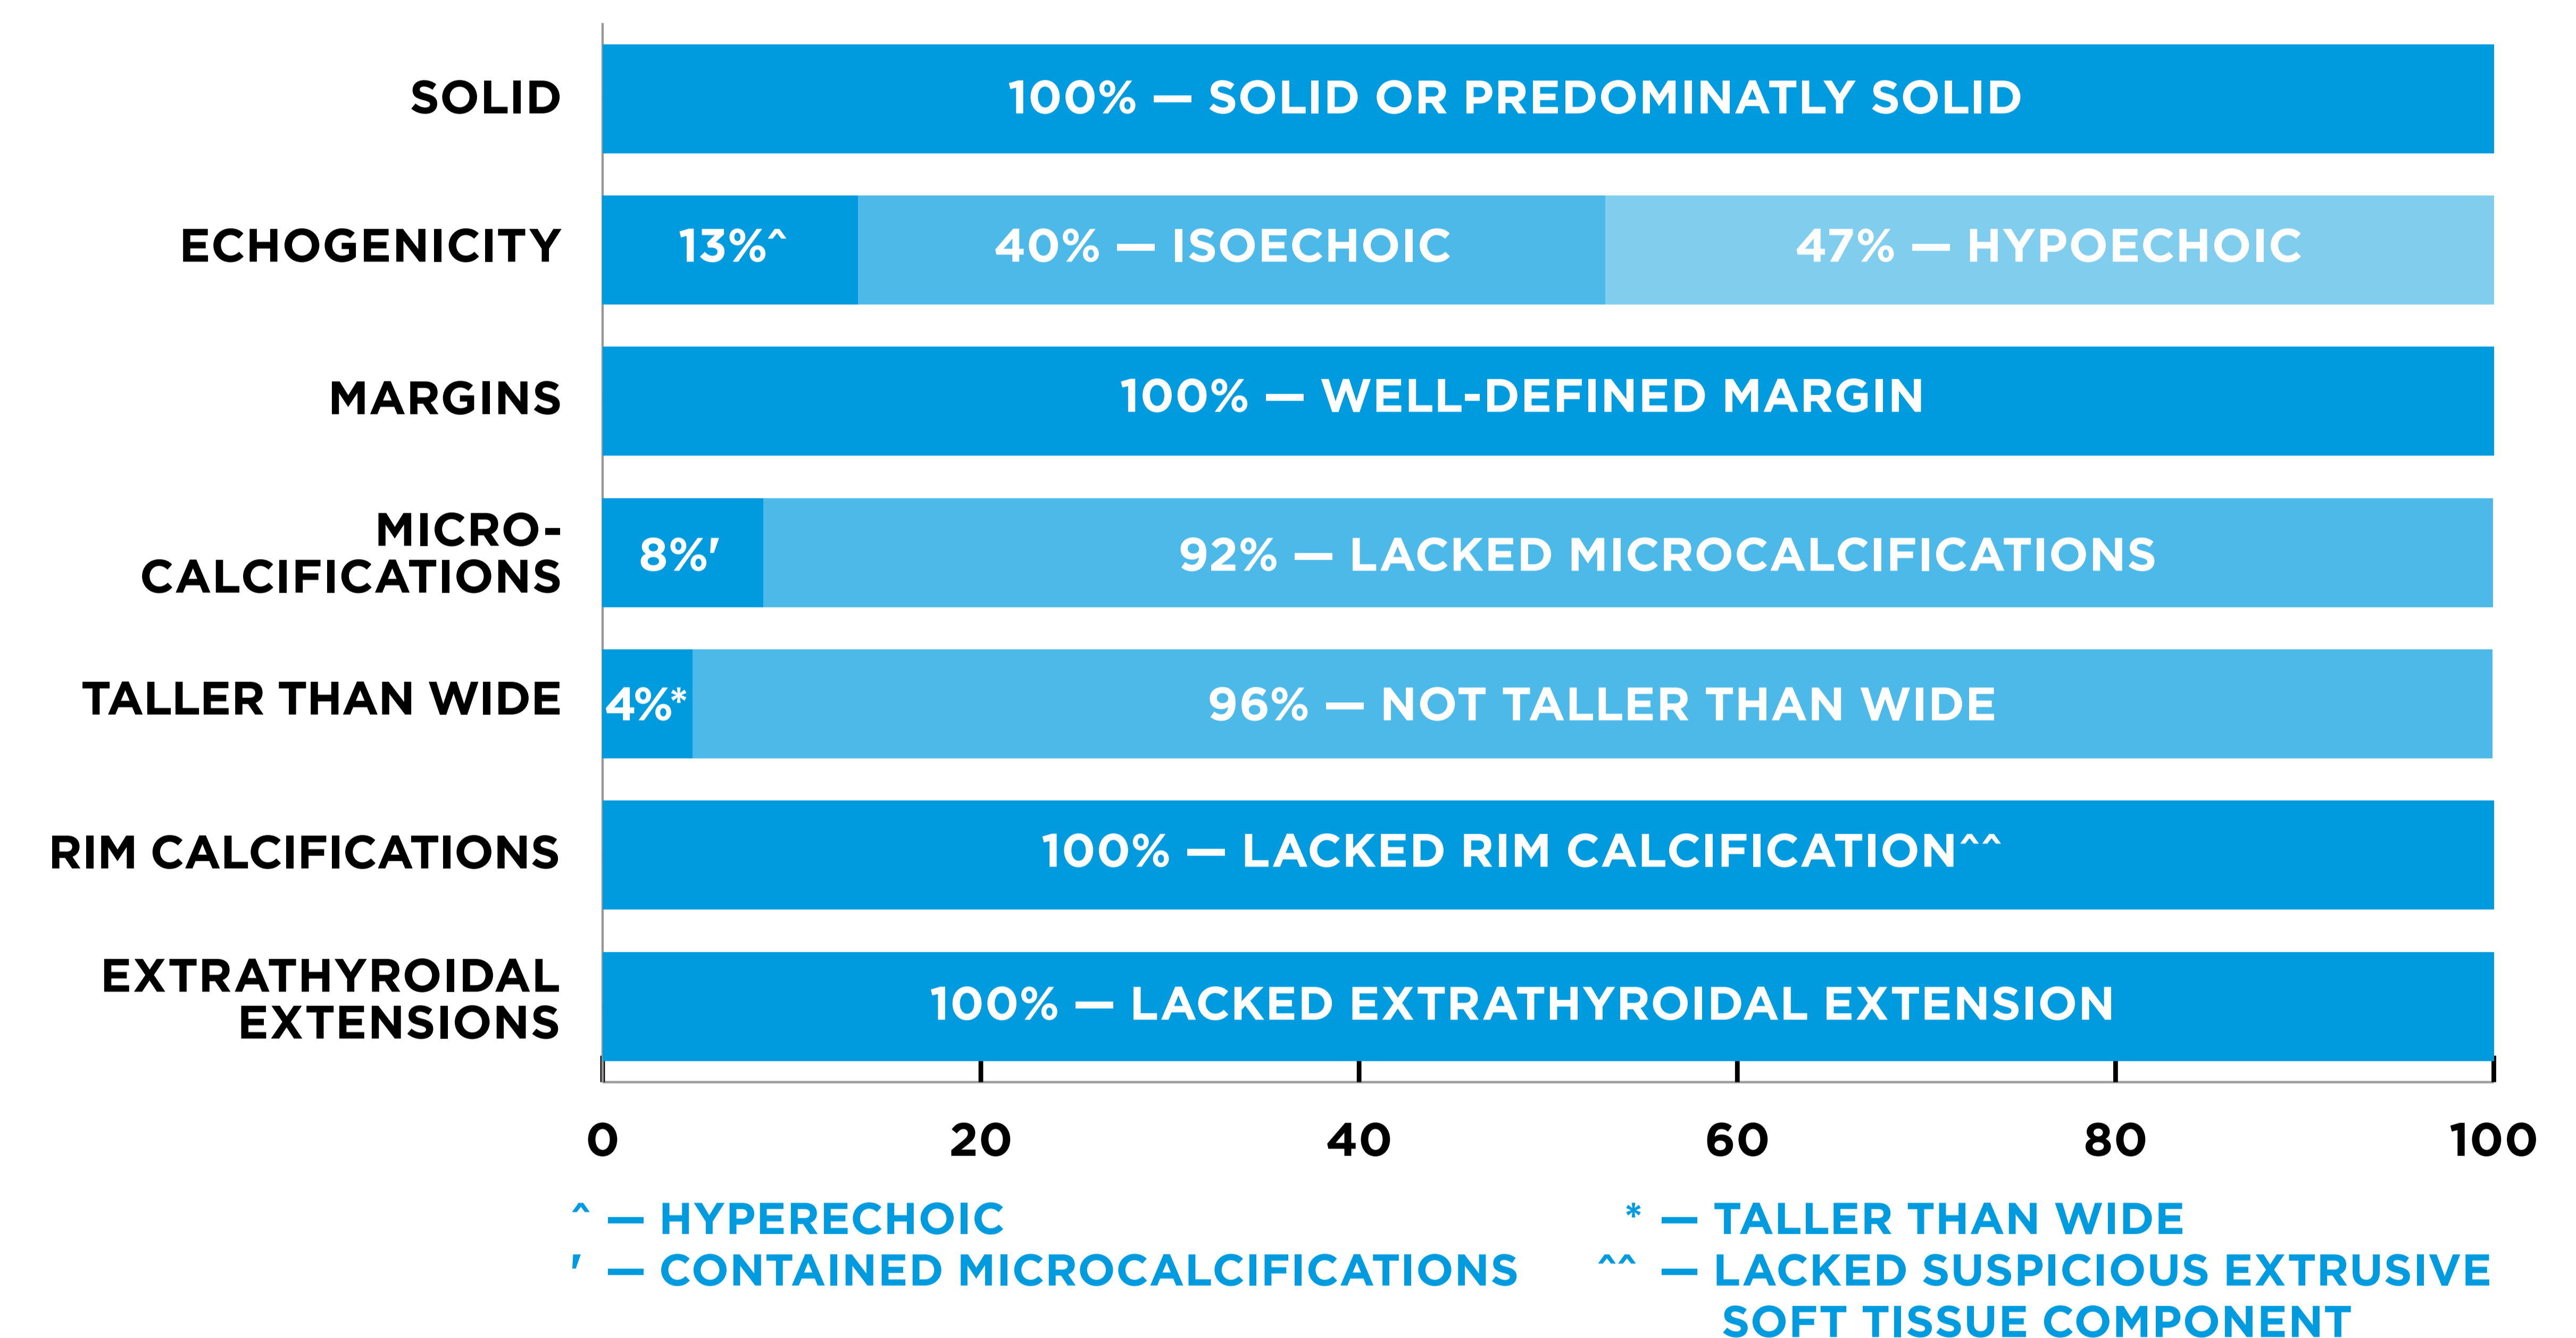 SOLID
100% — SOLID OR PREDOMINATLY SOLID
ECHOGENICITY
13%^
40% — ISOECHOIC
47% — HYPOECHOIC
MARGINS
100% — WELL-DEFINED MARGIN
MICRO-
CALCIFICATIONS
8%'
92% — LACKED MICROCALCIFICATIONS
TALLER THAN WIDE
4%*
96% — NOT TALLER THAN WIDE
RIM CALCIFICATIONS
100% — LACKED RIM CALCIFICATION^^
EXTRATHYROIDAL
EXTENSIONS
100% — LACKED EXTRATHYROIDAL EXTENSION
0 20 40 60 80 100
^ — HYPERECHOIC
' — CONTAINED MICROCALCIFICATIONS
* — TALLER THAN WIDE
^^ — LACKED SUSPICIOUS EXTRUSIVE
SOFT TISSUE COMPONENT